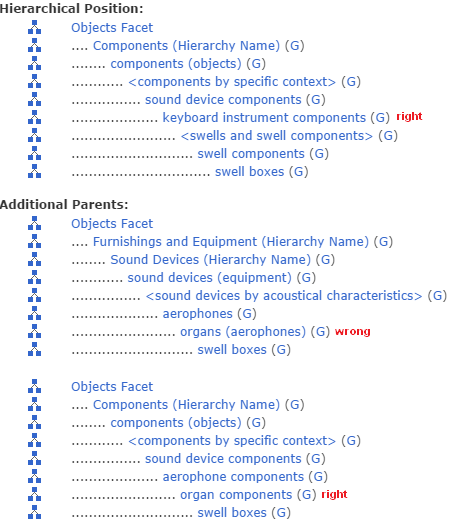 Hierarchical Position:
Objects Facet
.... Components (Hierarchy Name) (G)
........ components (objects) (G)
............ <components by specific context> (G)
................ sound device components (G)
.................... keyboard instrument components (G) right
........................ <swells and swell components> (G)
............................ swell components (G)
................................ swell boxes (G)
Additional Parents:
Objects Facet
.... Furnishings and Equipment (Hierarchy Name) (G)
........ Sound Devices (Hierarchy Name) (G)
............ sound devices (equipment) (G)
................ <sound devices by acoustical characteristics> (G)
.................... aerophones (G)
........................ organs (aerophones) (G) wrong
............................ swell boxes (G)
Objects Facet
.... Components (Hierarchy Name) (G)
........ components (objects) (G)
............ <components by specific context> (G)
................ sound device components (G)
.................... aerophone components (G)
........................ organ components (G) right
............................ swell boxes (G)